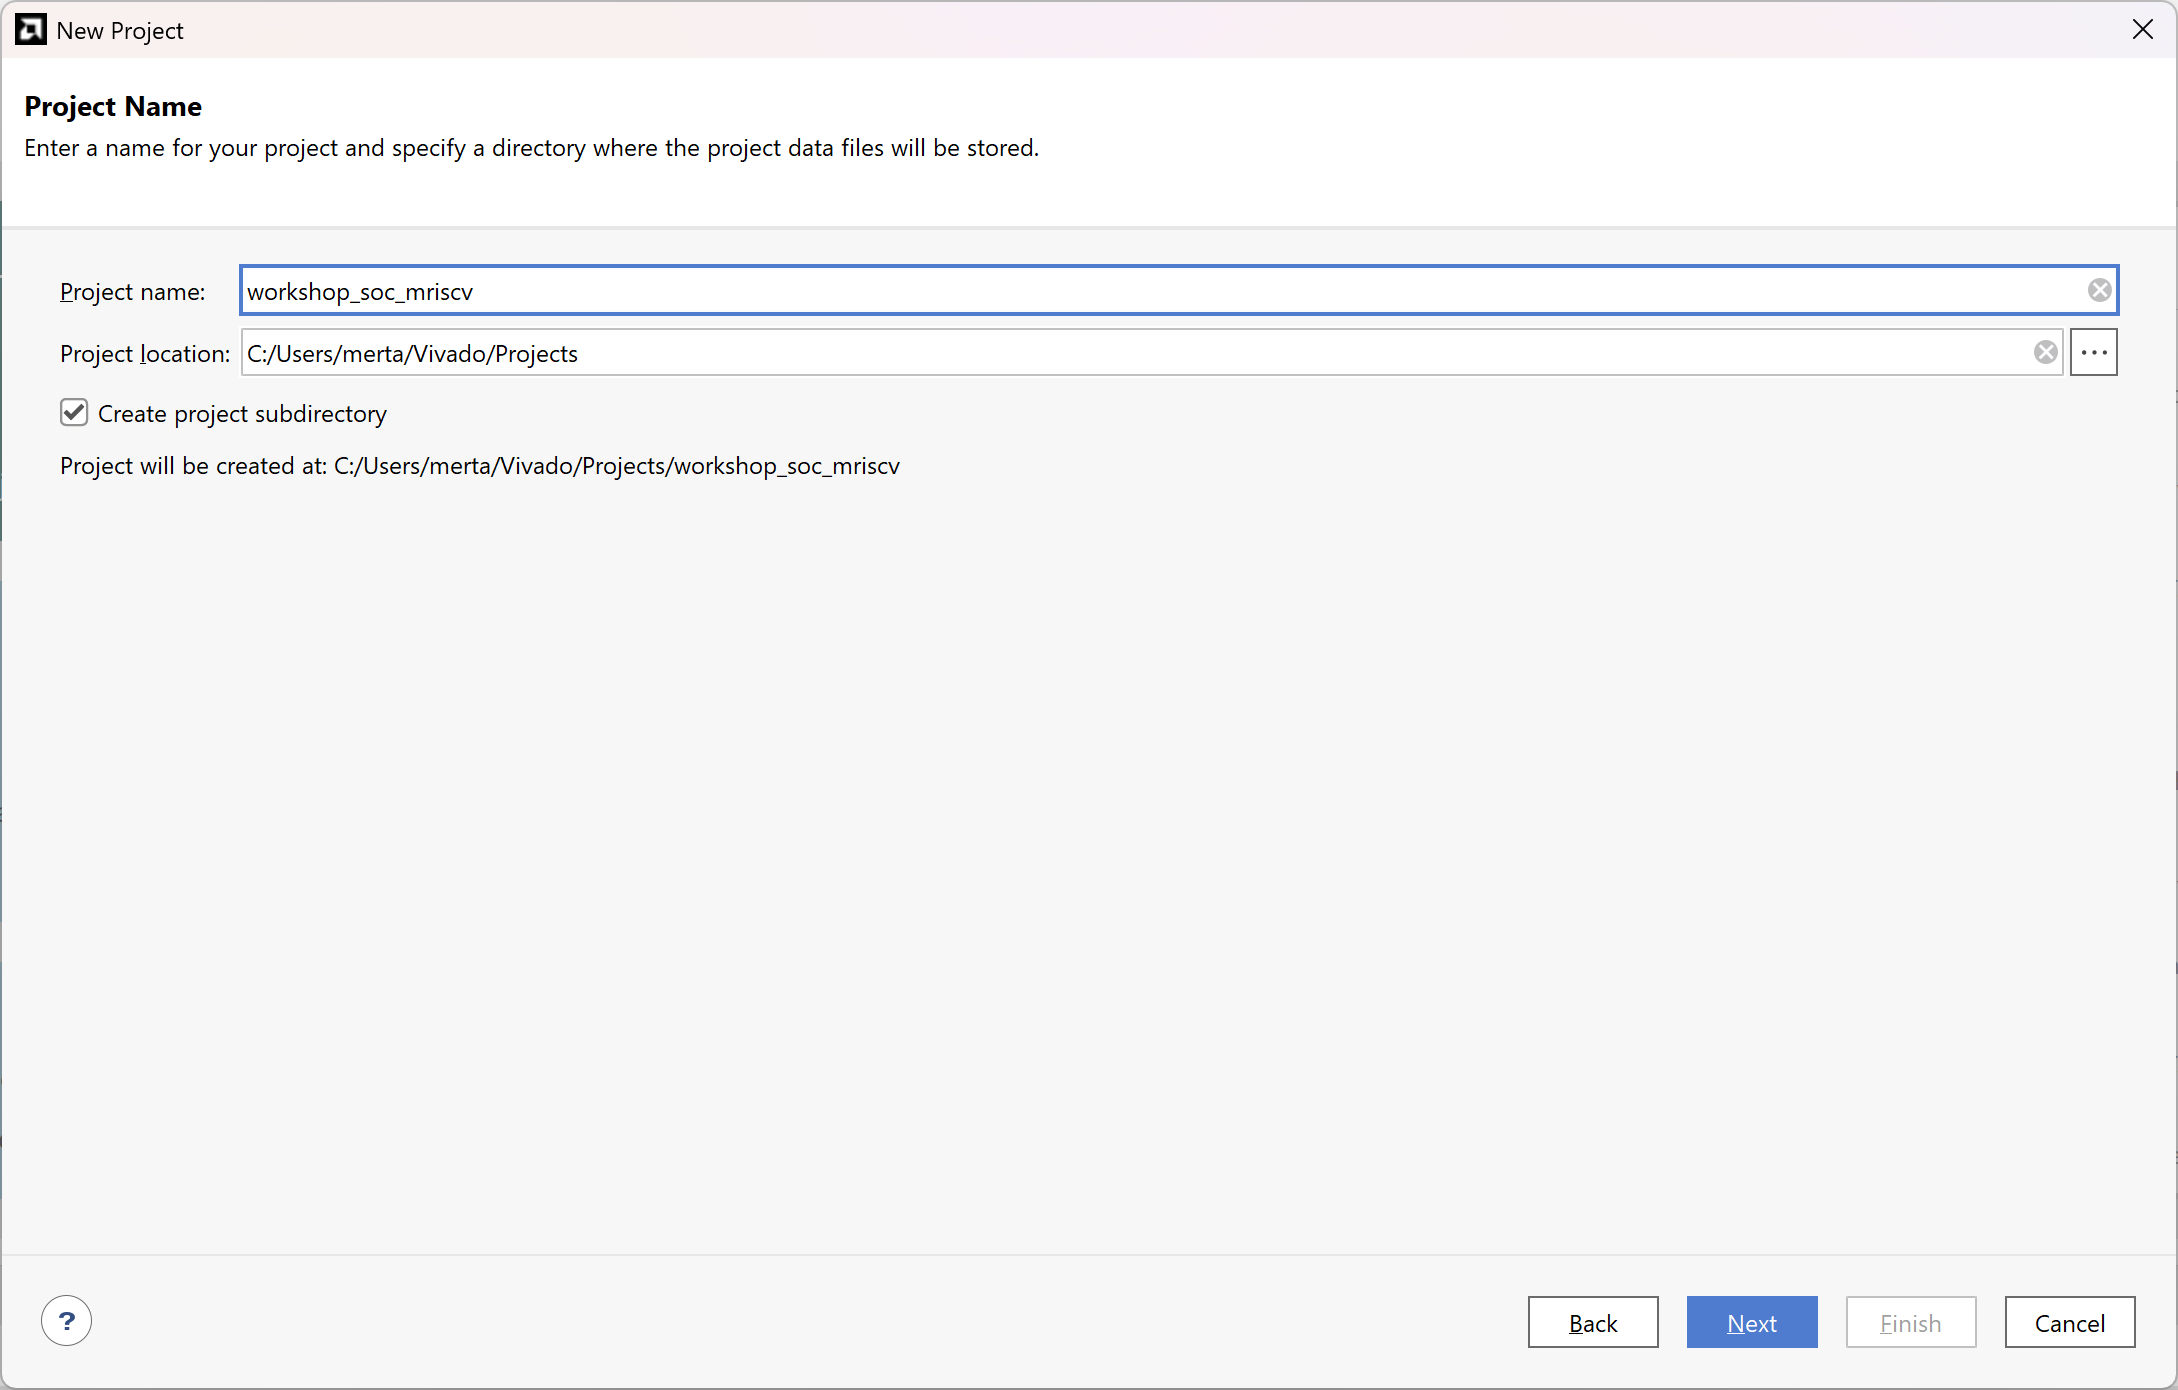 New Project
Project Name
Enter a name for your project and specify a directory where the project data files will be stored.
Project name: workshop_soc_mriscv
Project location: C:/Users/merta/Vivado/Projects
Create project subdirectory
Project will be created at: C:/Users/merta/Vivado/Projects/workshop_soc_mriscv
? Back Next Finish Cancel